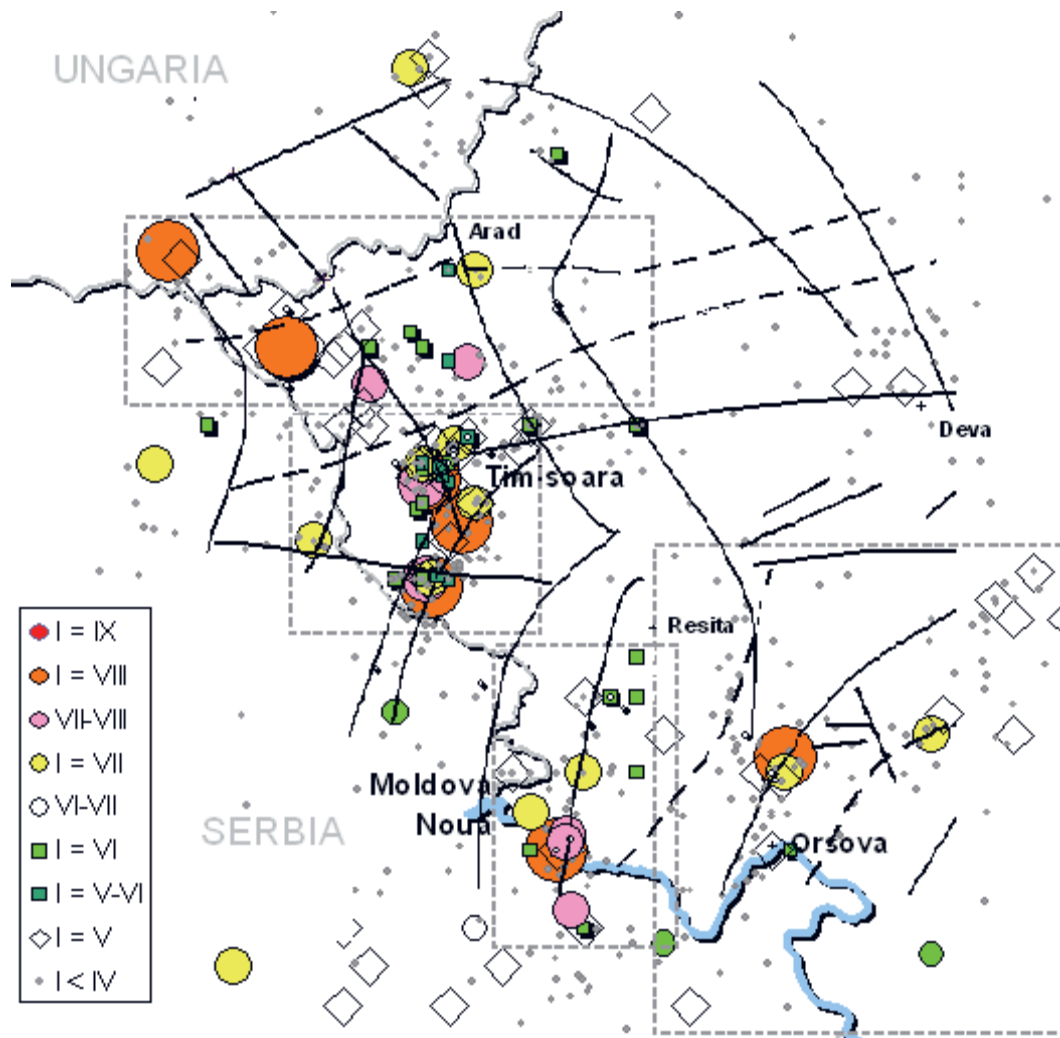 UNGARIA
Arad
Deva
Timisoara
Resita
I = IX
I = VIII
VII-VIII
I = VII
VI-VII
I = VI
I = V-VI
I = V
I < IV
Moldova
Noua
SERBIA
Orsova